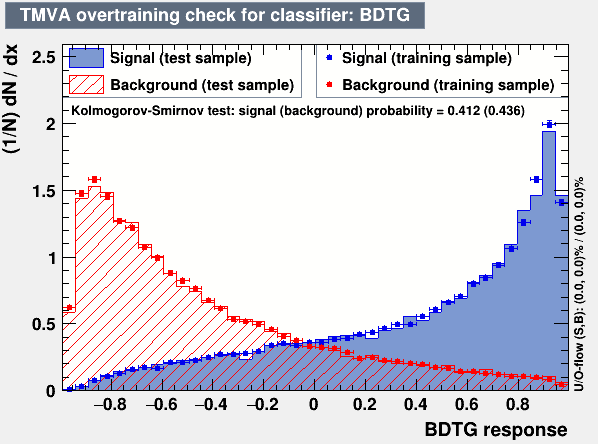 TMVA overtraining check for classifier: BDTG
(1/N) dN / dx
2.5
2
1.5
1
0.5
0
Signal (test sample)
Background (test sample)
Signal (training sample)
Background (training sample)
Kolmogorov-Smirnov test: signal (background) probability = 0.412 (0.436)
U/O-flow (S,B): (0.0, 0.0)% / (0.0, 0.0)%
−0.8 −0.6 −0.4 −0.2 0 0.2 0.4 0.6 0.8
BDTG response